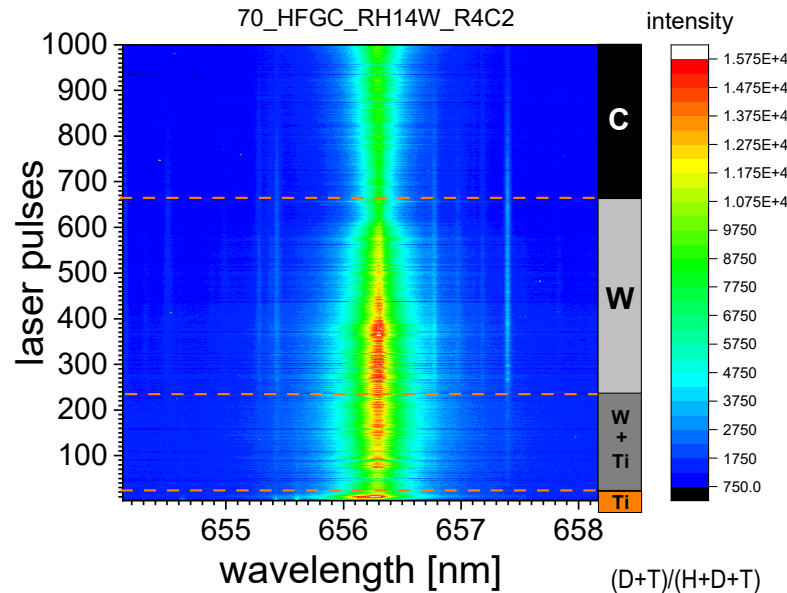 70_HFGC_RH14W_R4C2
intensity
1000
900
800
700
600
500
400
300
200
100
laser pulses
C
W
W
+
Ti
Ti
1.575E+4
1.475E+4
1.375E+4
1.275E+4
1.175E+4
1.074E+4
9750
8750
7750
6750
5750
4750
3750
2750
1750
750.0
655 656 657 658
wavelength [nm]
(D+T)/(H+D+T)